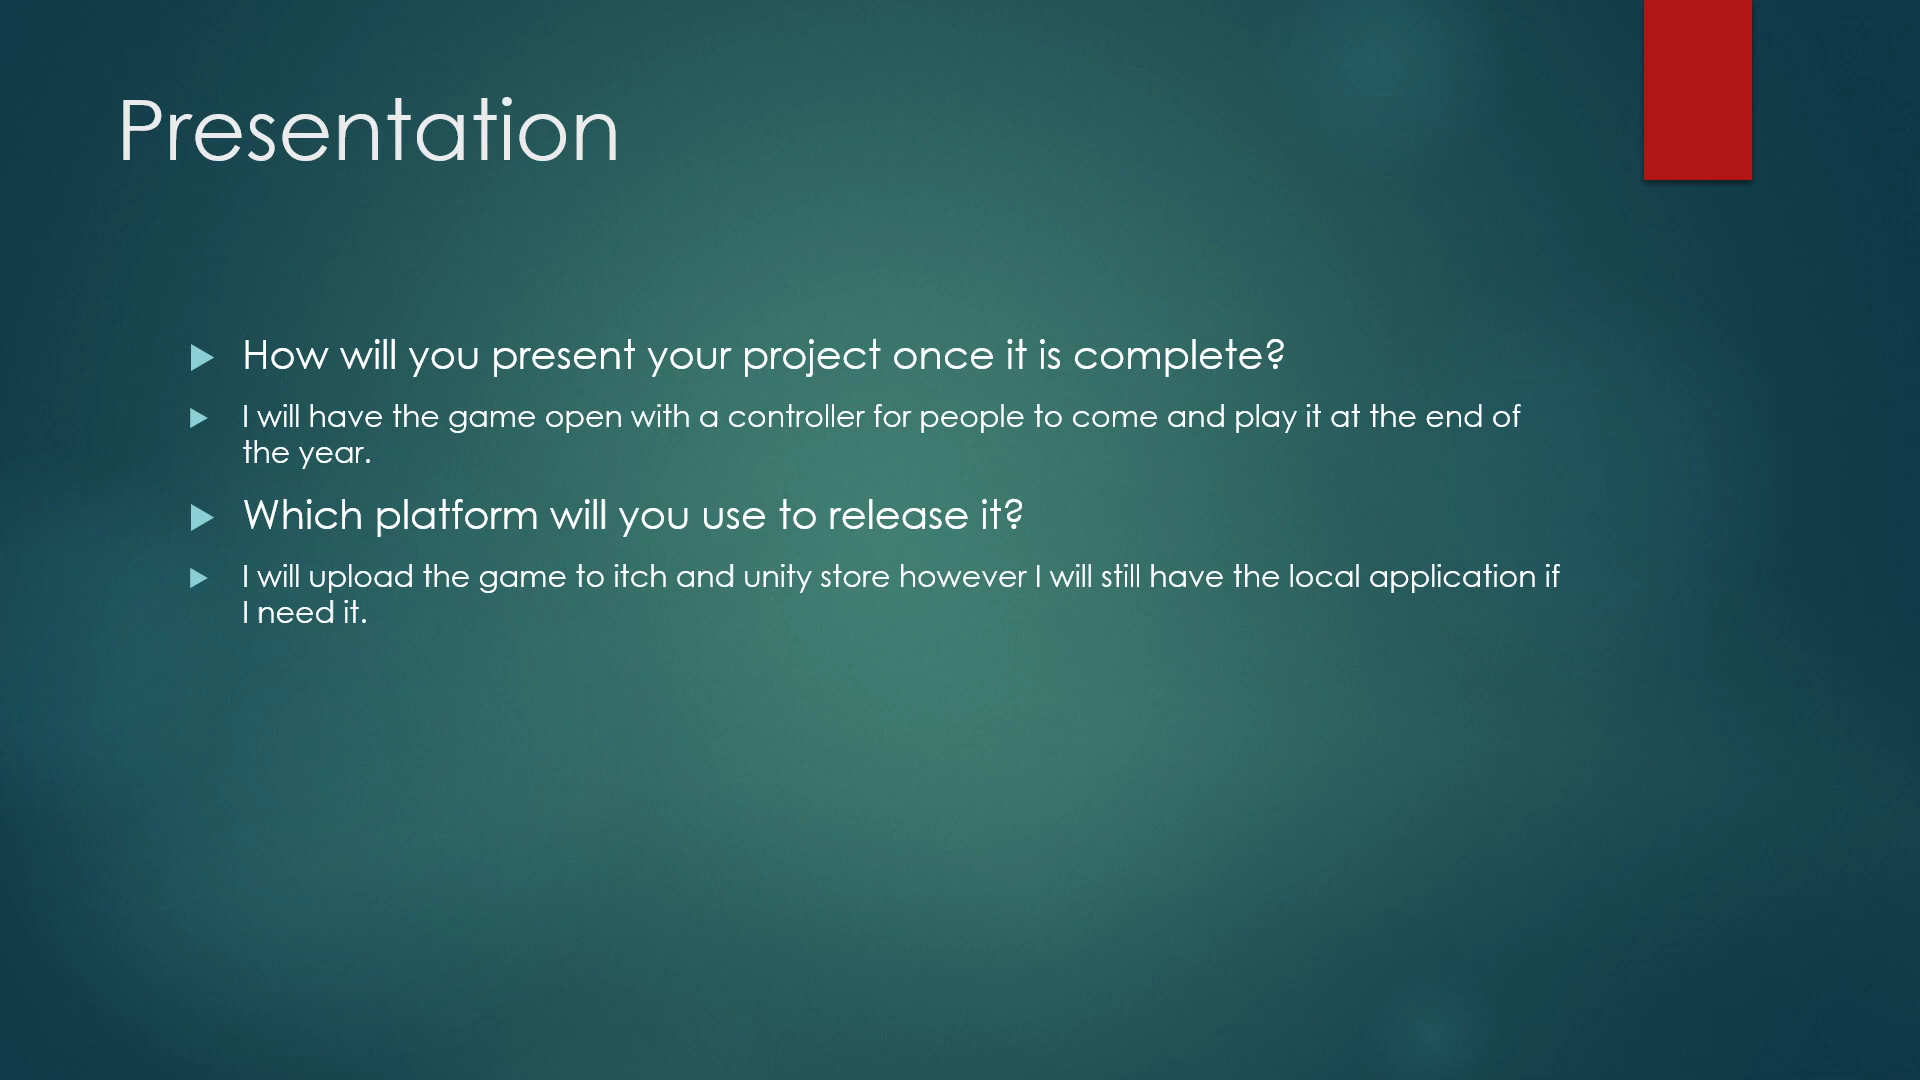 Presentation
How will you present your project once it is complete?
I will have the game open with a controller for people to come and play it at the end of
the year.
Which platform will you use to release it?
I will upload the game to itch and unity store however I will still have the local application if
I need it.